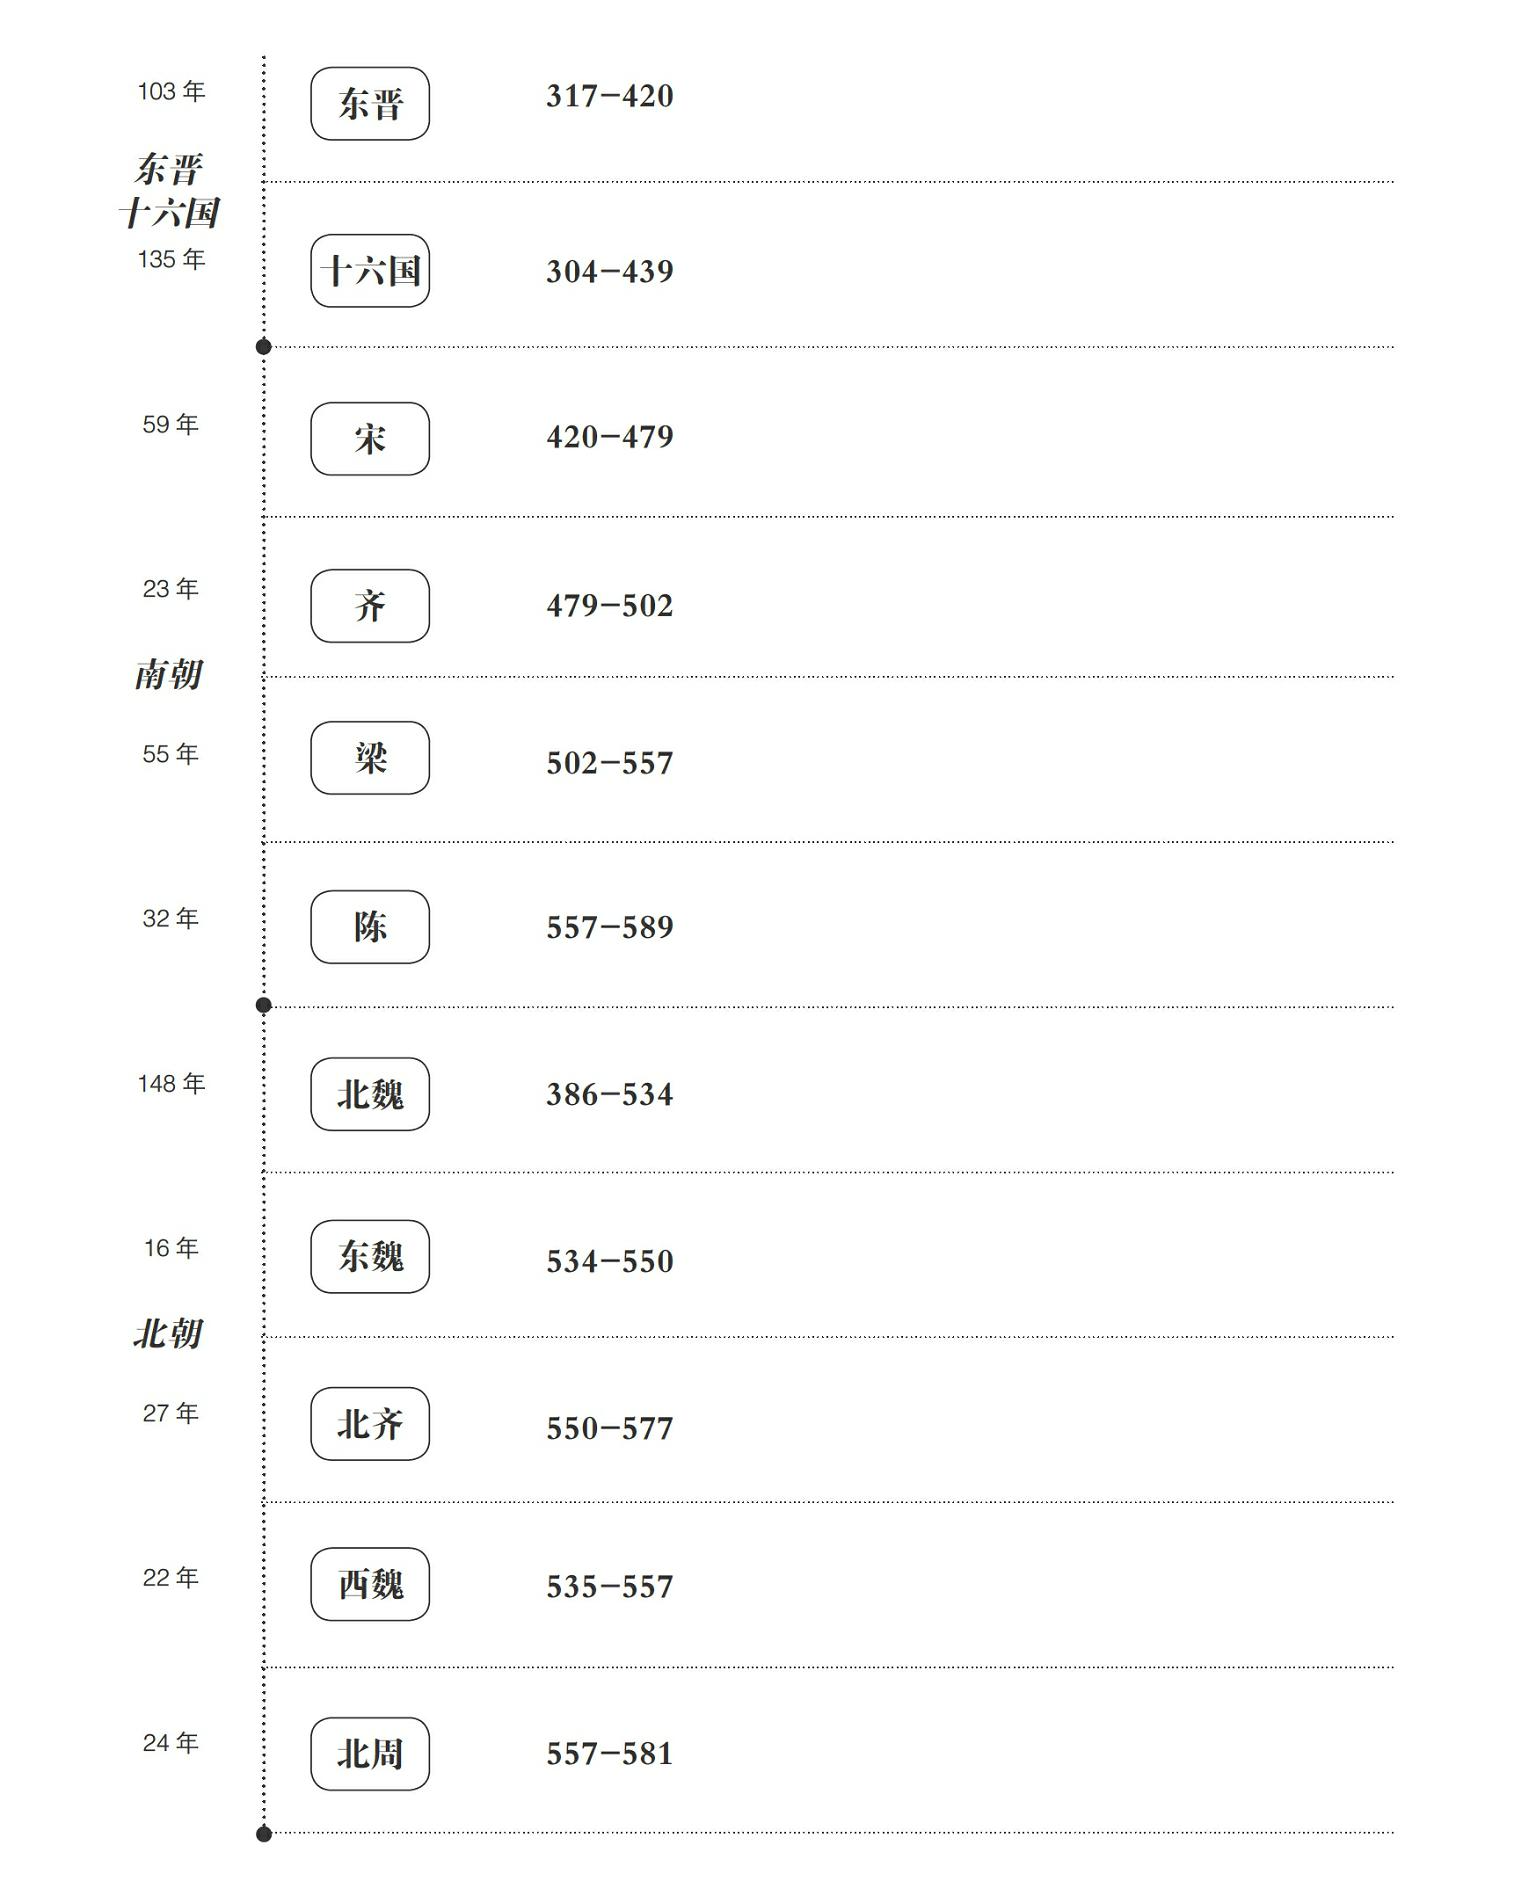 103 年
东晋
317－420
东晋
十六国
135 年
十六国
304－439
59 年
宋
420－479
23 年
齐
479－502
南朝
55 年
梁
502－557
32 年
陈
557－589
148 年
北魏
386－534
16 年
东魏
534－550
北朝
27 年
北齐
550－577
22 年
西魏
535－557
24 年
北周
557－581